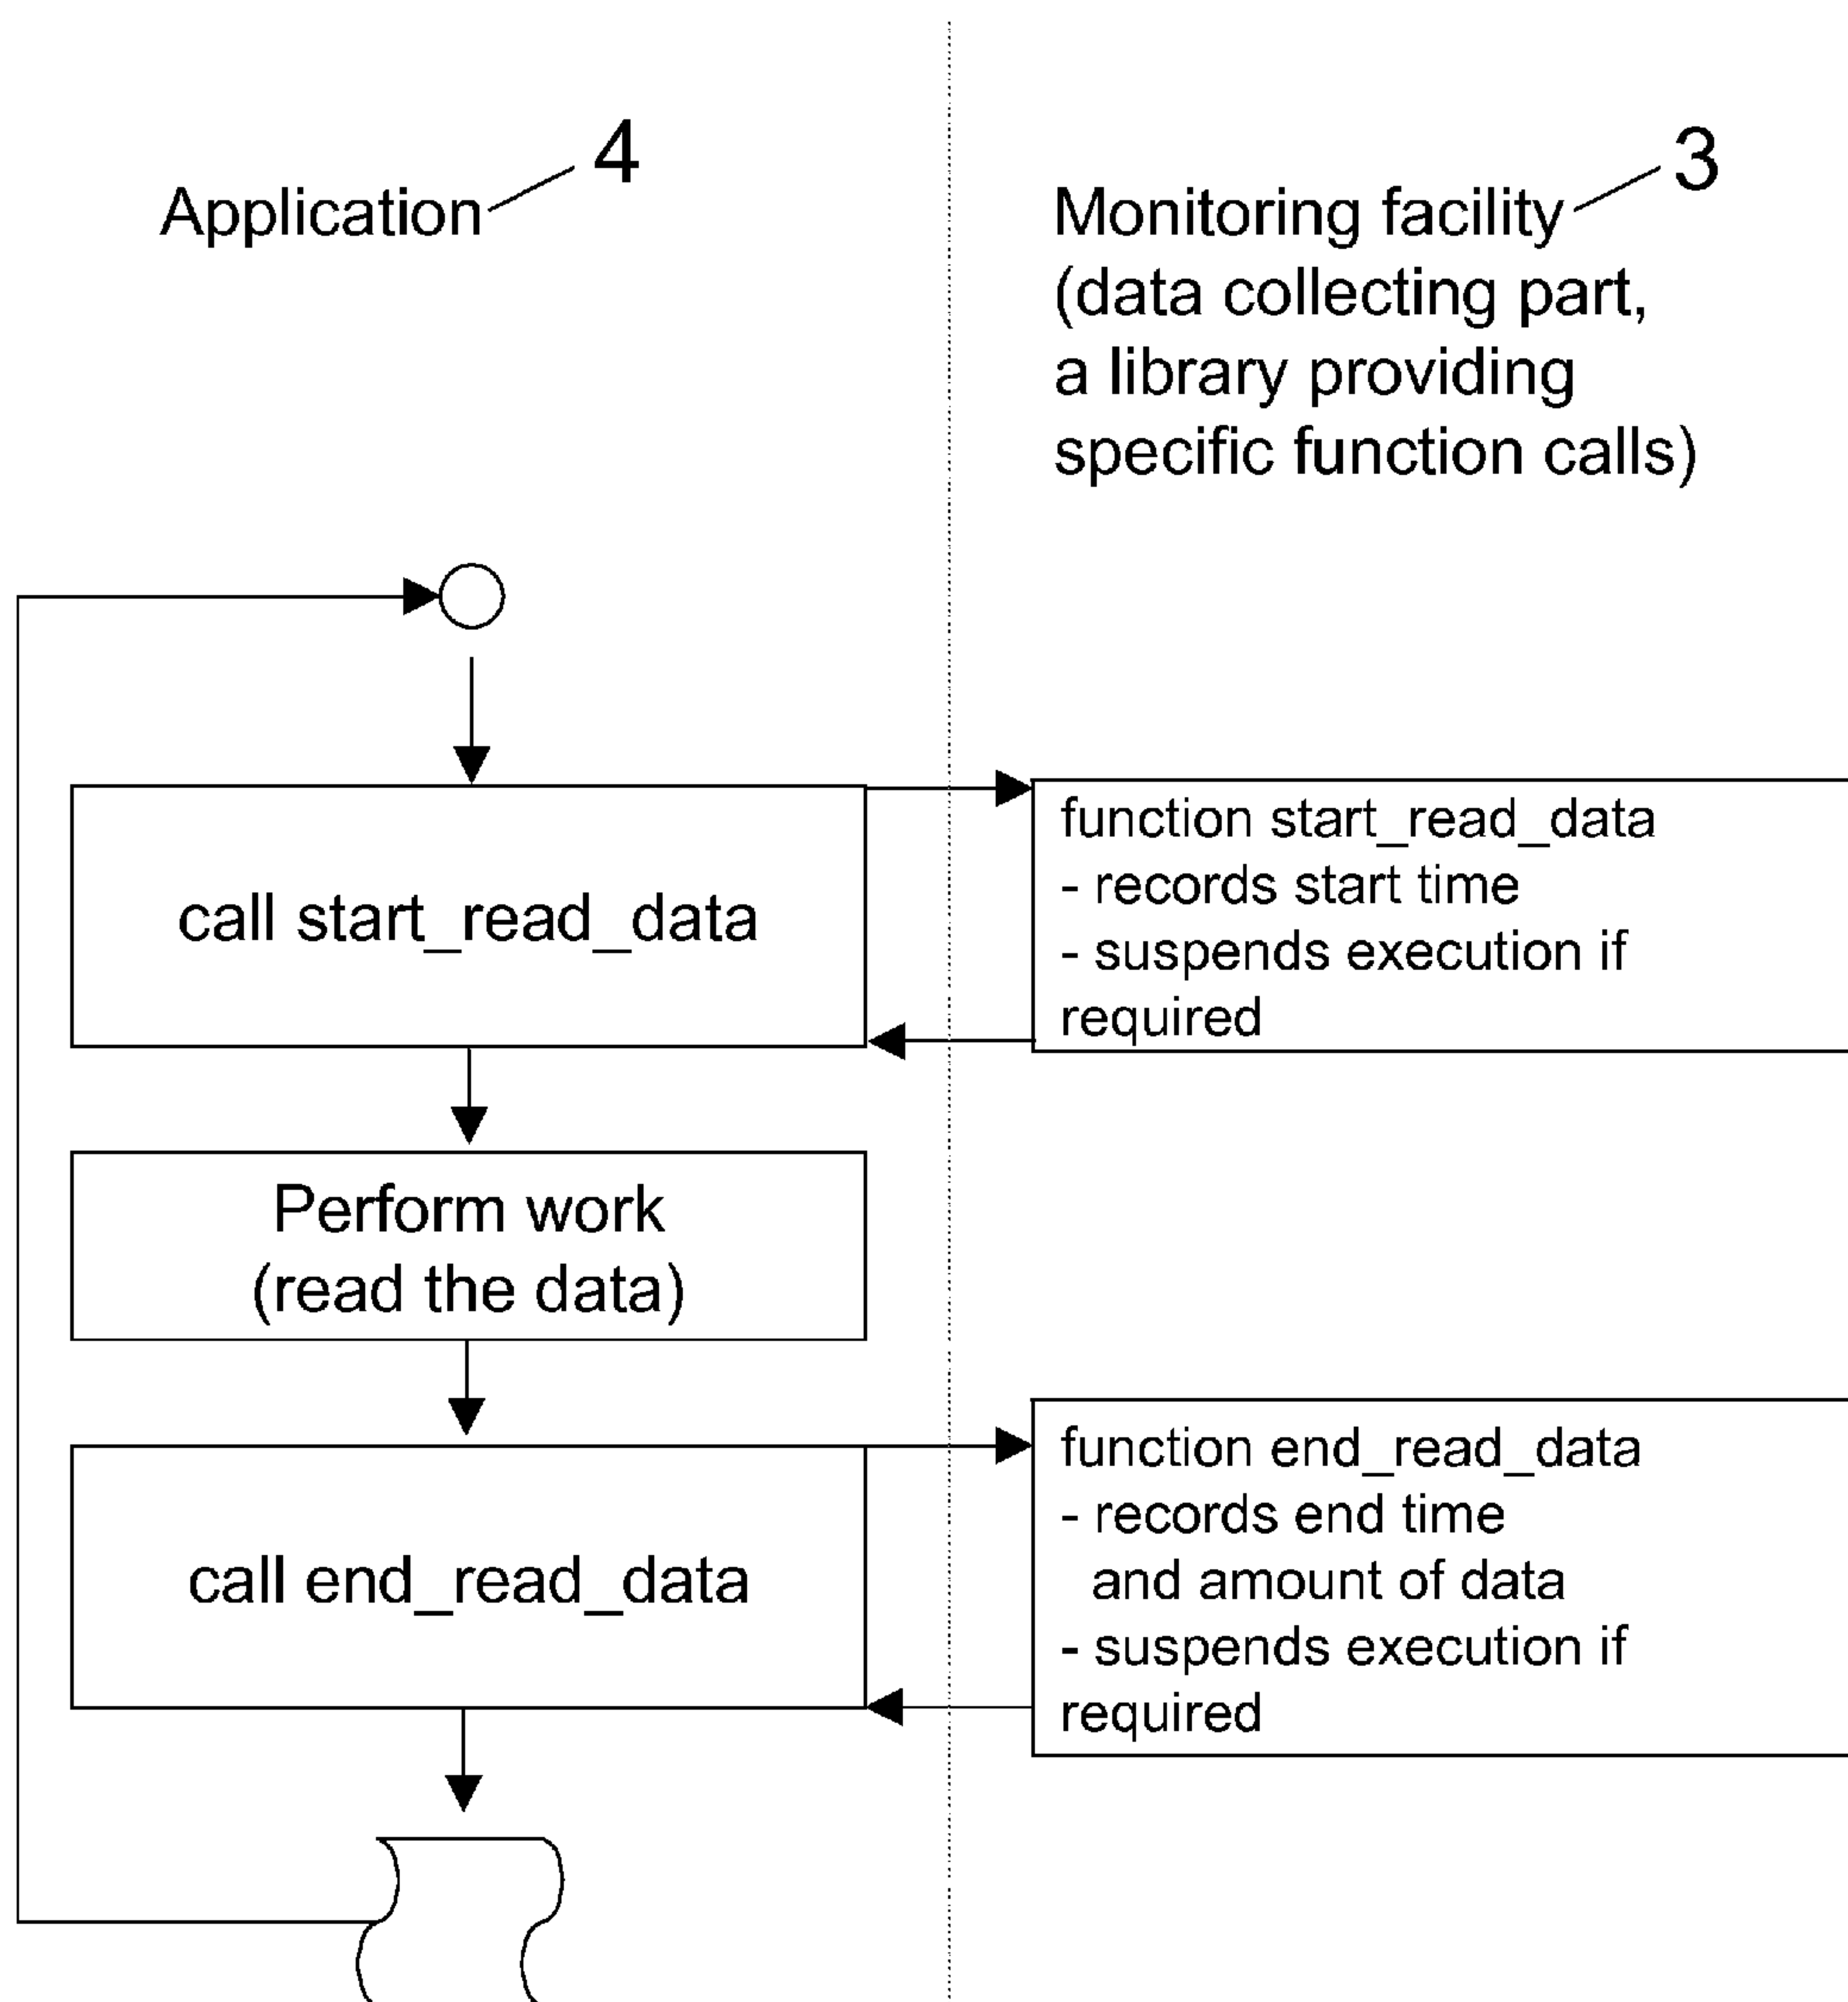 Application
4
Monitoring facility
3
(data collecting part,
a library providing
specific function calls)
call start_read_data
function start_read_data
- records start time
- suspends execution if
required
Perform work
(read the data)
call end_read_data
function end_read_data
- records end time
and amount of data
- suspends execution if
required